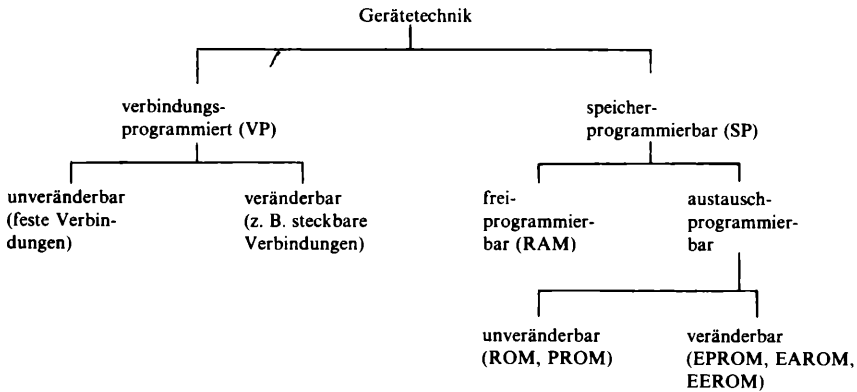 Gerätetechnik
verbindungs-
programmiert (VP)
speicher-
programmierbar (SP)
unveränderbar
(feste Verbin-
dungen)
veränderbar
(z. B. steckbare
Verbindungen)
frei-
programmier-
bar (RAM)
austausch-
programmier-
bar
unveränderbar
(ROM, PROM)
veränderbar
(EPROM, EAROM,
EEROM)